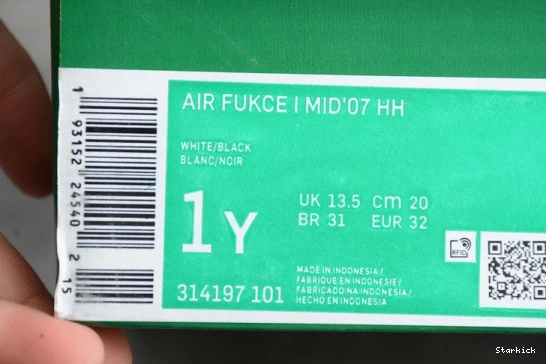 AIR FUKCE I MID'07 HH
WHITE/BLACK
BLANC/NOIR
1Y
UK 13.5 cm 20
BR 31 EUR 32
314197 101
MADE IN INDONESIA/
FABRIQUE EN INDONESIE/
FABRICADO NA INDONESIA/
HECHO EN INDONESIA
RFID
1 93152 24540 2 15
Starkick